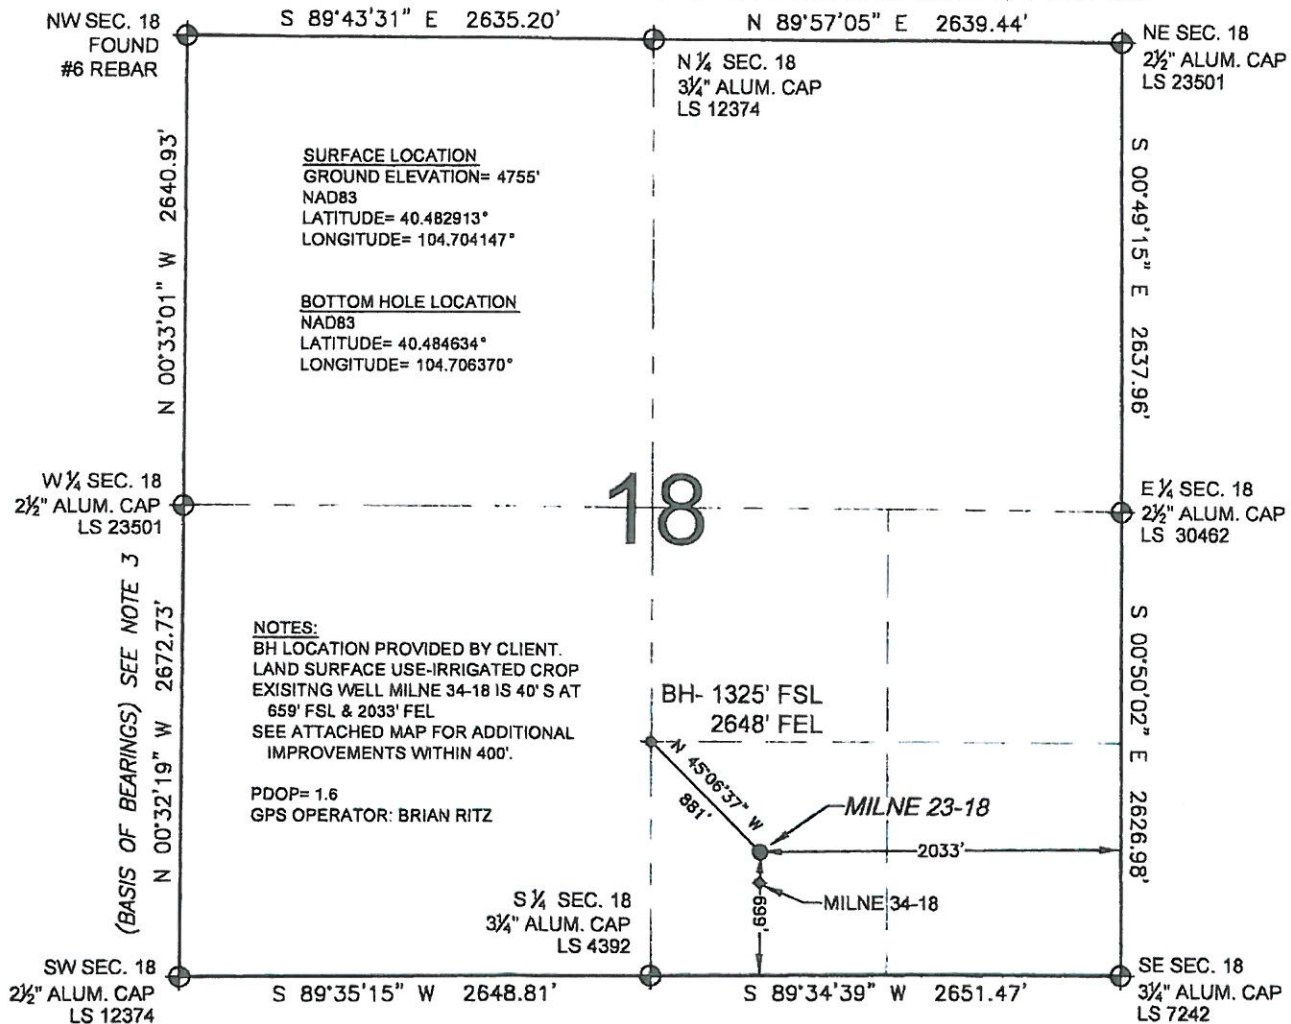 S 89°43'31" E 2635.20'
N 89°57'05" E 2639.44'
NW SEC. 18
FOUND
#6 REBAR
N ¼ SEC. 18
3¼" ALUM. CAP
LS 12374
NE SEC. 18
2½" ALUM. CAP
LS 23501
N 00°33'01" W 2640.93'
SURFACE LOCATION
GROUND ELEVATION= 4755'
NAD83
LATITUDE= 40.482913°
LONGITUDE= 104.704147°
BOTTOM HOLE LOCATION
NAD83
LATITUDE= 40.484634°
LONGITUDE= 104.706370°
S 00°49'15" E 2637.96'
W ¼ SEC. 18
2½" ALUM. CAP
LS 23501
18
E ¼ SEC. 18
2½" ALUM. CAP
LS 30462
(BASIS OF BEARINGS) SEE NOTE 3
N 00°32'19" W 2672.73'
NOTES:
BH LOCATION PROVIDED BY CLIENT.
LAND SURFACE USE-IRRIGATED CROP
EXISITNG WELL MILNE 34-18 IS 40' S AT
659' FSL & 2033' FEL
SEE ATTACHED MAP FOR ADDITIONAL
IMPROVEMENTS WITHIN 400'.
PDOP= 1.6
GPS OPERATOR: BRIAN RITZ
BH- 1325' FSL
2648' FEL
N 45°06'37" W
881'
MILNE 23-18
2033'
MILNE 34-18
699'
S 00°50'02" E 2626.98'
S ¼ SEC. 18
3¼" ALUM. CAP
LS 4392
SW SEC. 18
2½" ALUM. CAP
LS 12374
S 89°35'15" W 2648.81'
S 89°34'39" W 2651.47'
SE SEC. 18
3¼" ALUM. CAP
LS 7242